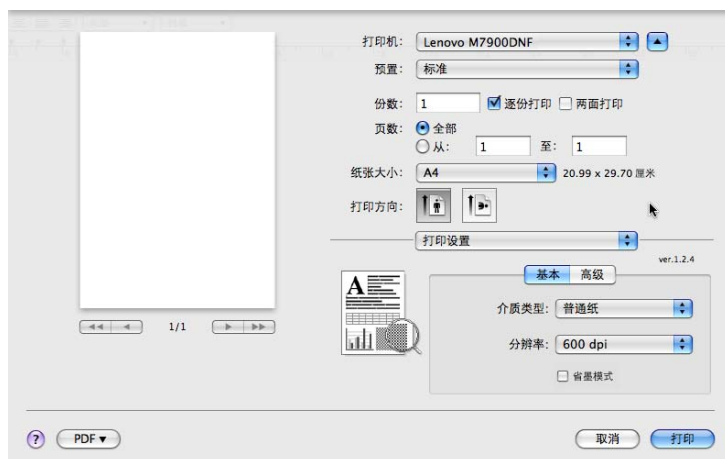 打印机: Lenovo M7900DNF
预置: 标准
份数: 1 逐份打印 两面打印
页数: 全部
从: 1 至: 1
纸张大小: A4 20.99 x 29.70 厘米
打印方向:
打印设置
ver.1.2.4
基本 高级
A
介质类型: 普通纸
分辨率: 600 dpi
省墨模式
1/1
? PDF▼ 取消 打印